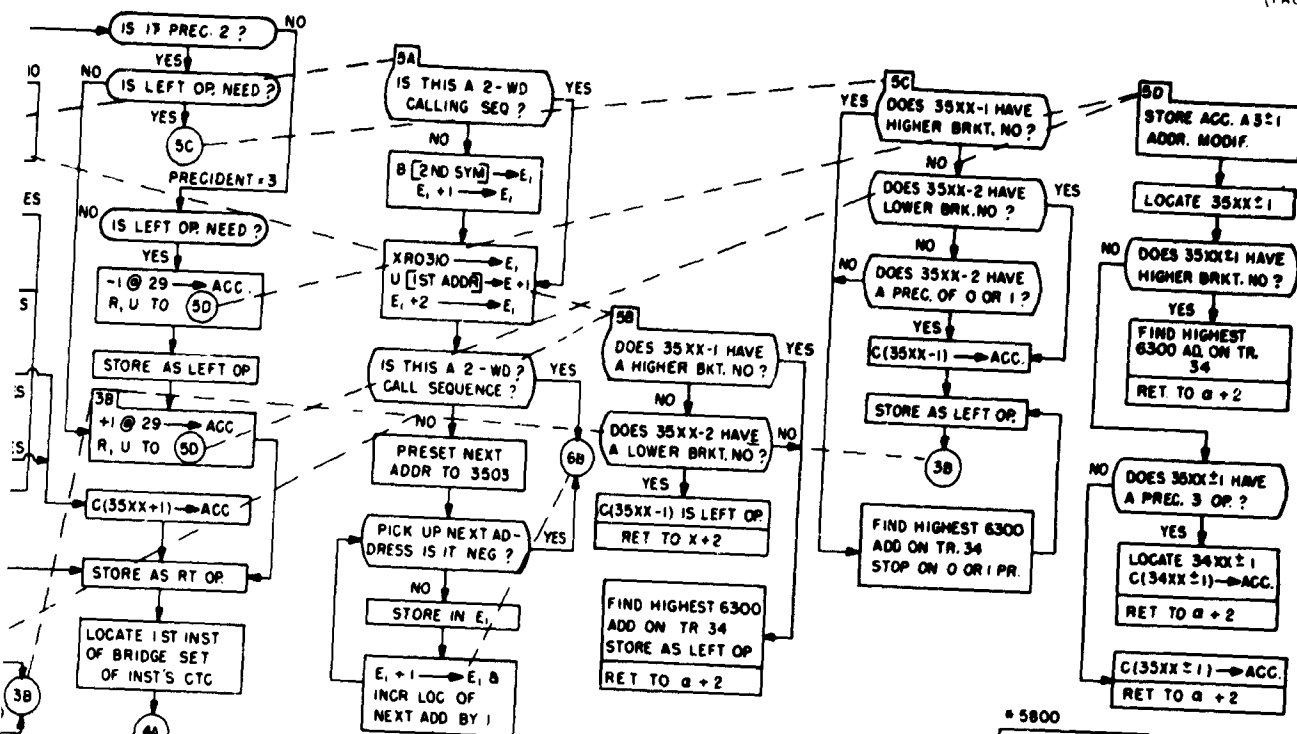 IS IT PREC. 2 ?
NO
YES
NO
IS LEFT OP. NEED ?
YES
5C
PRECIDENT = 3
NO
IS LEFT OP. NEED ?
YES
-1 @ 29 → ACC.
R, U TO 5D
STORE AS LEFT OP
3B
+1 @ 29 → ACC
R, U TO 5D
C(35XX+1) → ACC
STORE AS RT OP.
LOCATE 1ST INST
OF BRIDGE SET
OF INST'S CTC
ES
S
ES
3B
5A
IS THIS A 2-WD
CALLING SEQ ?
YES
NO
B [2ND SYM] → E₁
E₁ +1 → E₁
XR0310 → E₁
U [1ST ADDR] → E +1
E₁ +2 → E₁
IS THIS A 2-WD ?
CALL SEQUENCE ?
YES
NO
PRESET NEXT
ADDR TO 3503
6B
PICK UP NEXT AD-
DRESS IS IT NEG ?
YES
NO
STORE IN E₁
E₁ + 1 → E₁ &
INCR LOC OF
NEXT ADD BY 1
5B
DOES 35XX-1 HAVE
A HIGHER BKT. NO ?
YES
NO
DOES 35XX-2 HAVE
A LOWER BRKT. NO ?
NO
YES
C(35XX-1) IS LEFT OP.
RET TO X + 2
FIND HIGHEST 6300
ADD ON TR 34
STORE AS LEFT OP
RET TO α + 2
5C
YES
DOES 35XX-1 HAVE
HIGHER BRKT. NO ?
NO
DOES 35XX-2 HAVE
LOWER BRK. NO ?
YES
NO
NO
DOES 35XX-2 HAVE
A PREC. OF 0 OR 1 ?
YES
C(35XX-1) → ACC.
STORE AS LEFT OP.
3B
FIND HIGHEST 6300
ADD ON TR. 34
STOP ON 0 OR 1 PR.
5D
STORE ACC. A 3±1
ADDR. MODIF.
LOCATE 35XX ± 1
NO
DOES 35XX±1 HAVE
HIGHER BRKT. NO ?
YES
FIND HIGHEST
6300 AD. ON TR.
34
RET. TO α + 2
NO
DOES 35XX±1 HAVE
A PREC. 3 OP. ?
YES
LOCATE 34XX ± 1
C(34XX ± 1) → ACC.
RET TO α + 2
C(35XX ± 1) → ACC.
RET TO α + 2
* 5800